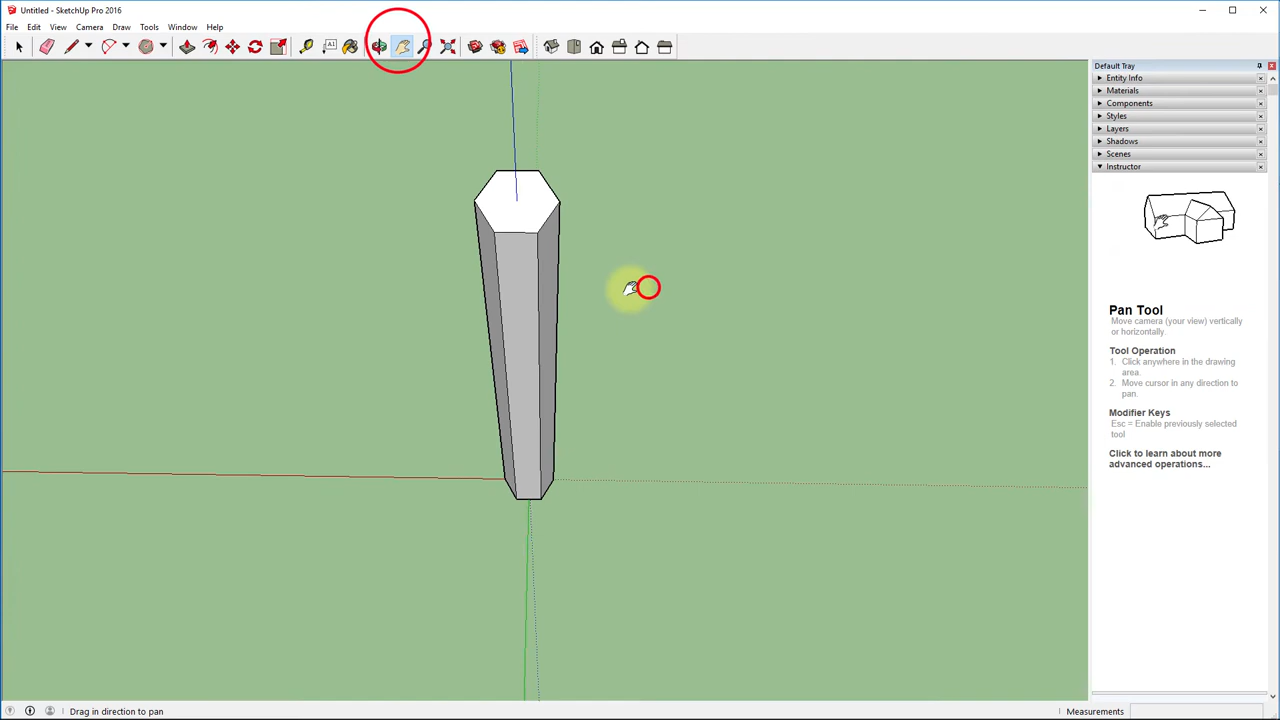 Untitled - SketchUp Pro 2016
File Edit View Camera Draw Tools Window Help
A1
Default Tray
Entity Info
Materials
Components
Styles
Layers
Shadows
Scenes
Instructor
Pan Tool
Move camera (your view) vertically
or horizontally.
Tool Operation
1. Click anywhere in the drawing
area.
2. Move cursor in any direction to
pan.
Modifier Keys
Esc = Enable previously selected
tool
Click to learn about more
advanced operations...
Drag in direction to pan
Measurements